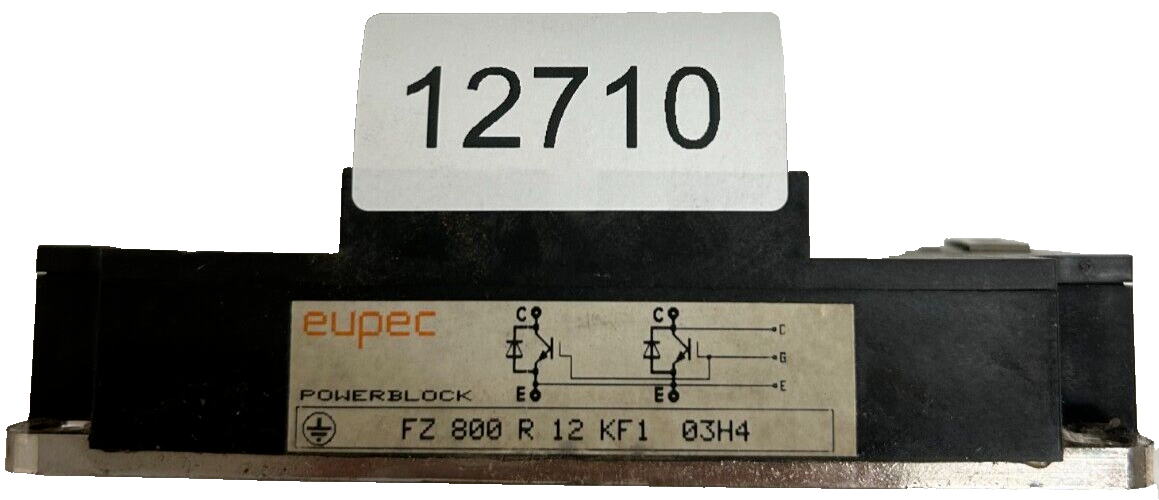 12710
eupec
C C C
G
E E E
POWERBLOCK
FZ 800 R 12 KF1 03H4